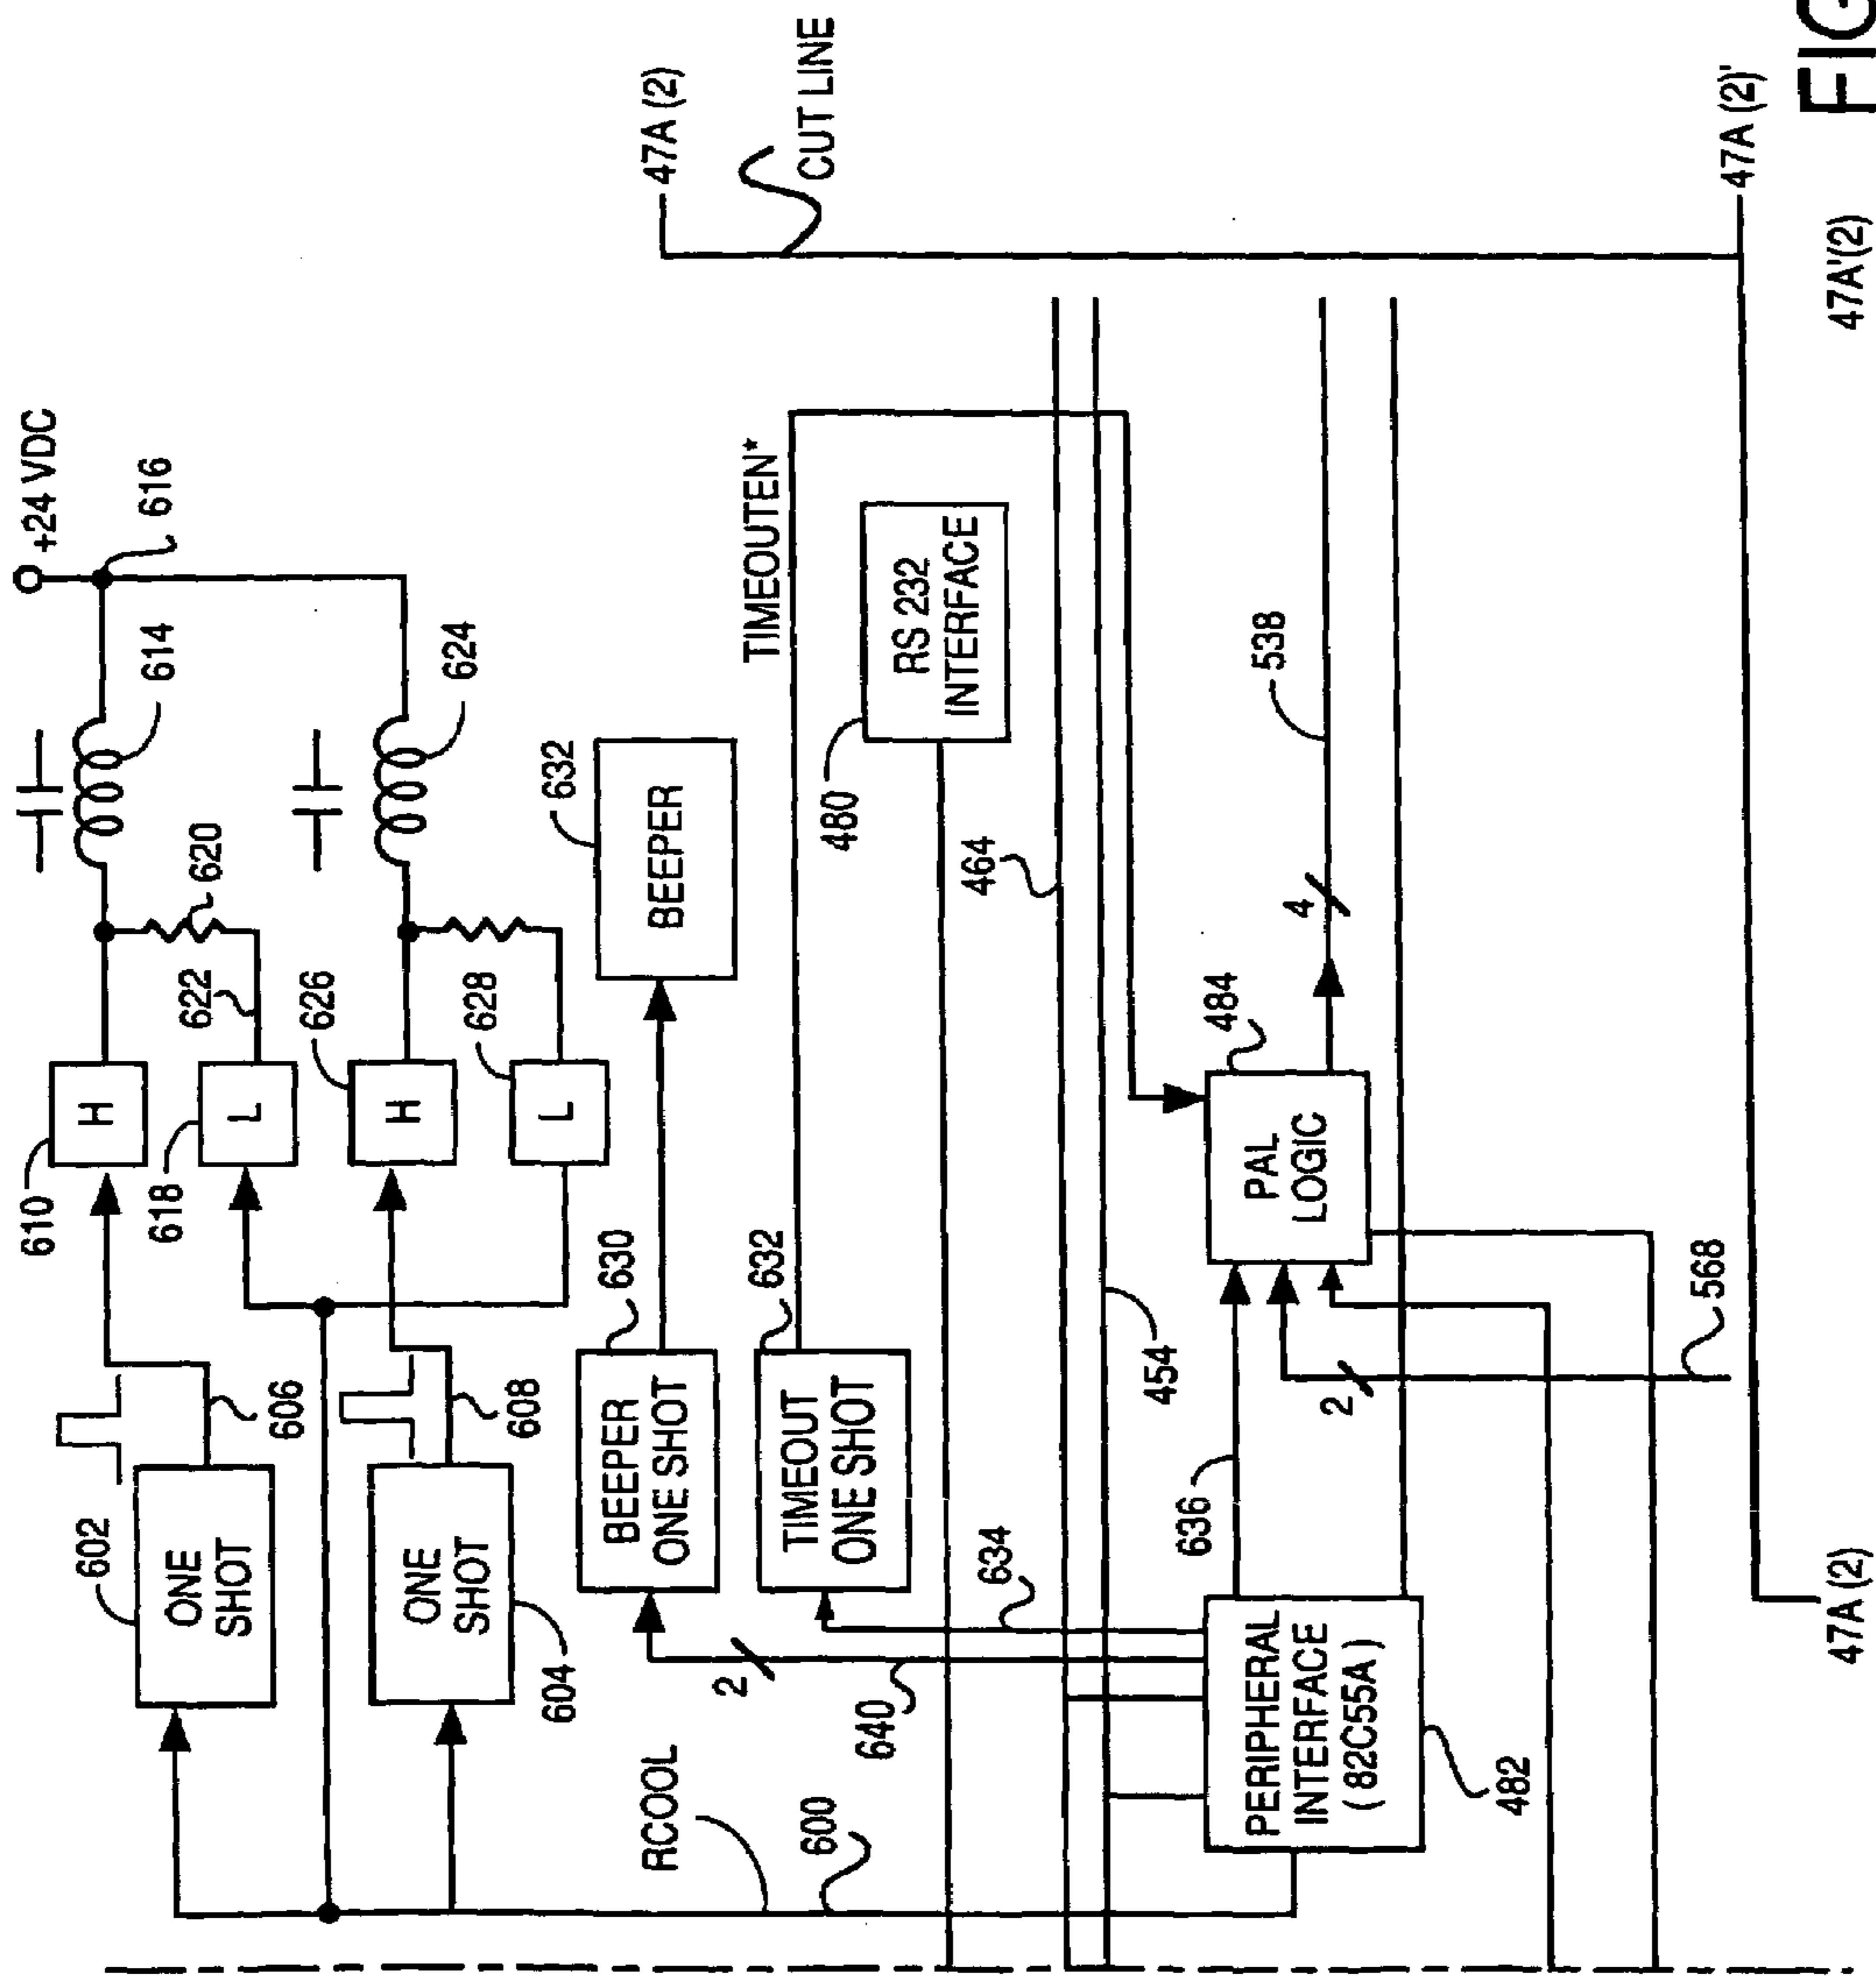 +24 VDC
616
614
620
622
610
H
618
L
624
626
H
628
L
606
602
ONE
SHOT
608
604
ONE
SHOT
632
BEEPER
630
BEEPER
ONE SHOT
2
640
TIMEOUTEN*
632
TIMEOUT
ONE SHOT
634
RCOOL
600
480
RS 232
INTERFACE
464
454
47A (2)
CUT LINE
538
4
484
PAL
LOGIC
636
2
568
PERIPHERAL
INTERFACE
(82C55A)
482
47A (2)
47A (2)'
47A'(2)
FIG